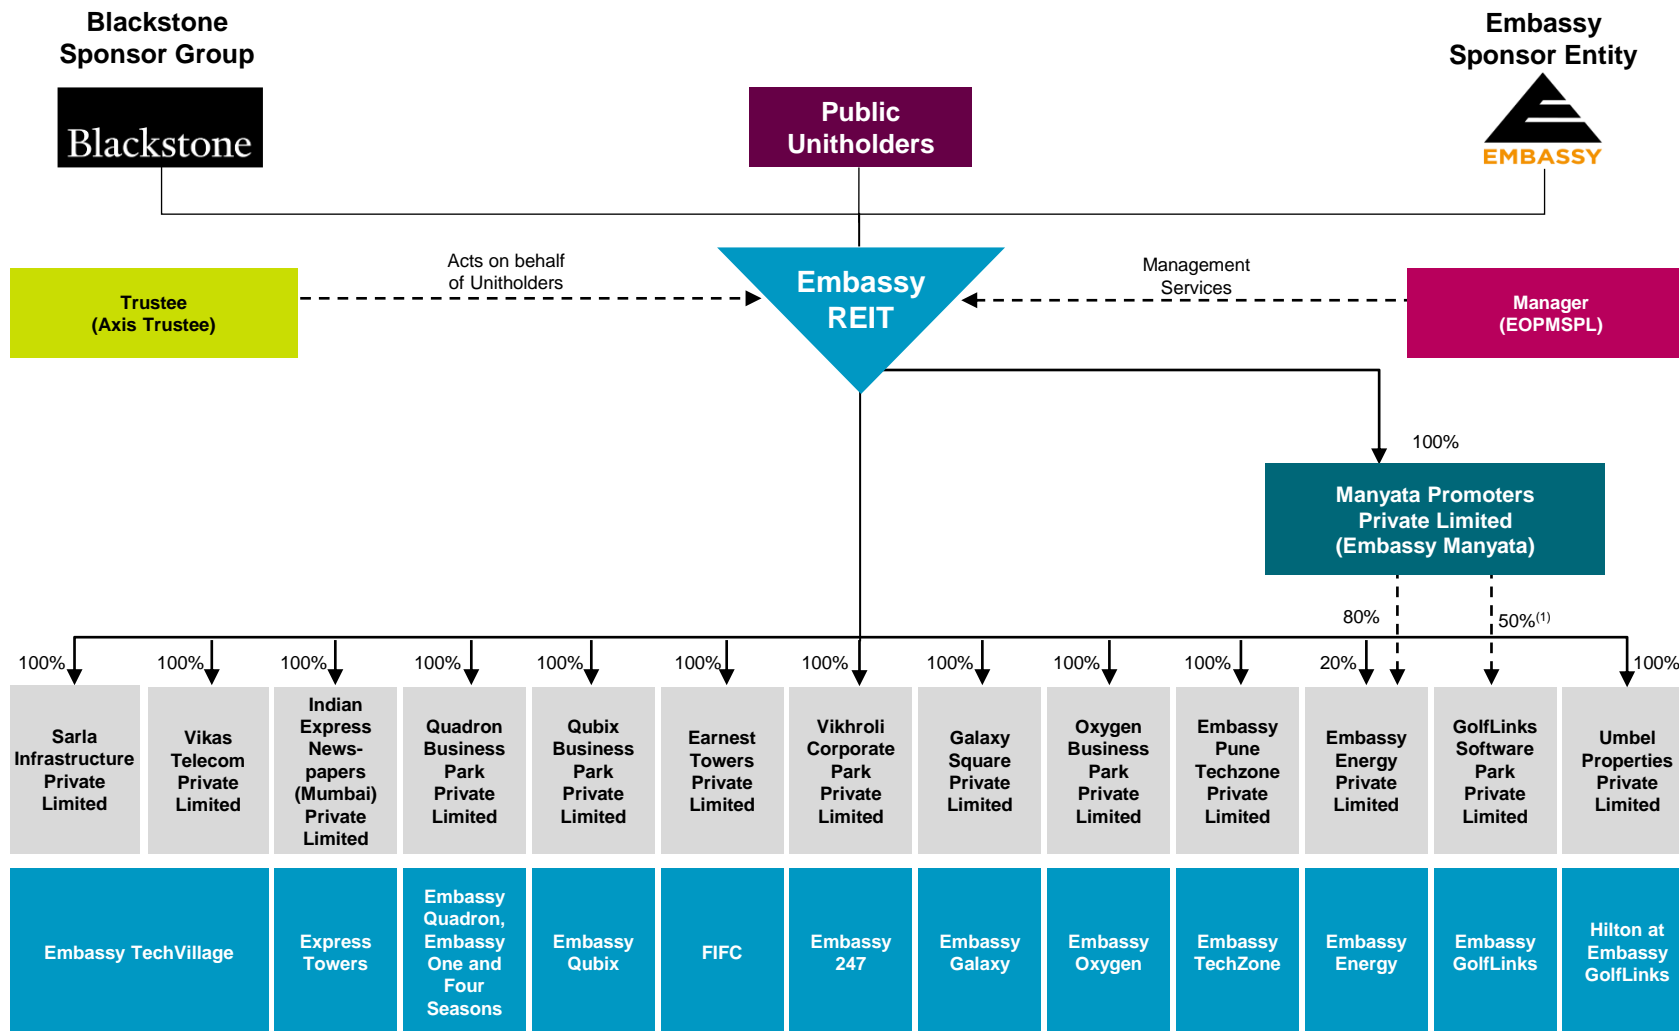 Blackstone
Sponsor Group
Blackstone
Public
Unitholders
Embassy
Sponsor Entity
EMBASSY
Acts on behalf
of Unitholders
Embassy
REIT
Management
Services
Trustee
(Axis Trustee)
Manager
(EOPMSPL)
100%
Manyata Promoters
Private Limited
(Embassy Manyata)
80%
50%(1)
100%
100%
100%
100%
100%
100%
100%
100%
100%
100%
20%
100%
Sarla
Infrastructure
Private
Limited
Vikas
Telecom
Private
Limited
Indian
Express
News-
papers
(Mumbai)
Private
Limited
Quadron
Business
Park
Private
Limited
Qubix
Business
Park
Private
Limited
Earnest
Towers
Private
Limited
Vikhroli
Corporate
Park
Private
Limited
Galaxy
Square
Private
Limited
Oxygen
Business
Park
Private
Limited
Embassy
Pune
Techzone
Private
Limited
Embassy
Energy
Private
Limited
GolfLinks
Software
Park
Private
Limited
Umbel
Properties
Private
Limited
Embassy TechVillage
Express
Towers
Embassy
Quadron,
Embassy
One and
Four
Seasons
Embassy
Qubix
FIFC
Embassy
247
Embassy
Galaxy
Embassy
Oxygen
Embassy
TechZone
Embassy
Energy
Embassy
GolfLinks
Hilton at
Embassy
GolfLinks